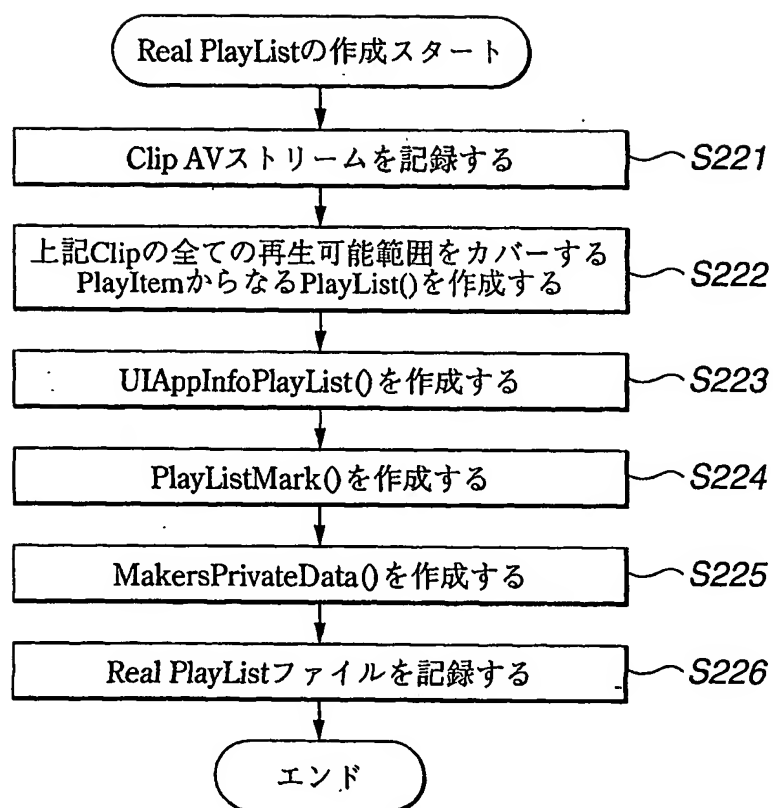 Real PlayListの作成スタート
Clip AVストリームを記録する
S221
上記Clipの全ての再生可能範囲をカバーする
PlayItemからなるPlayList()を作成する
S222
UIAppInfoPlayList()を作成する
S223
PlayListMark()を作成する
S224
MakersPrivateData()を作成する
S225
Real PlayListファイルを記録する
S226
エンド